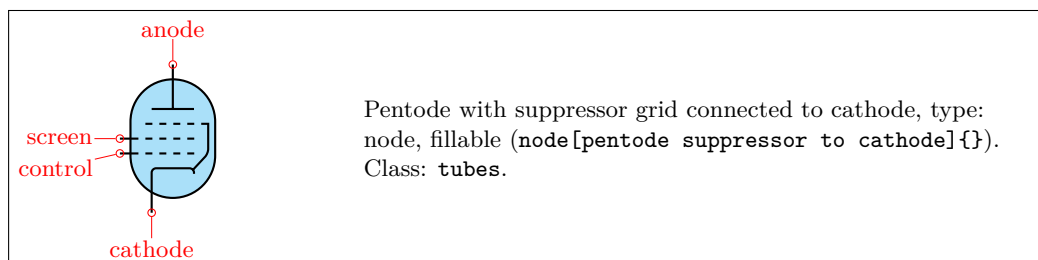 anode
screen
control
cathode
Pentode with suppressor grid connected to cathode, type:
node, fillable (node[pentode suppressor to cathode]{}).
Class: tubes.